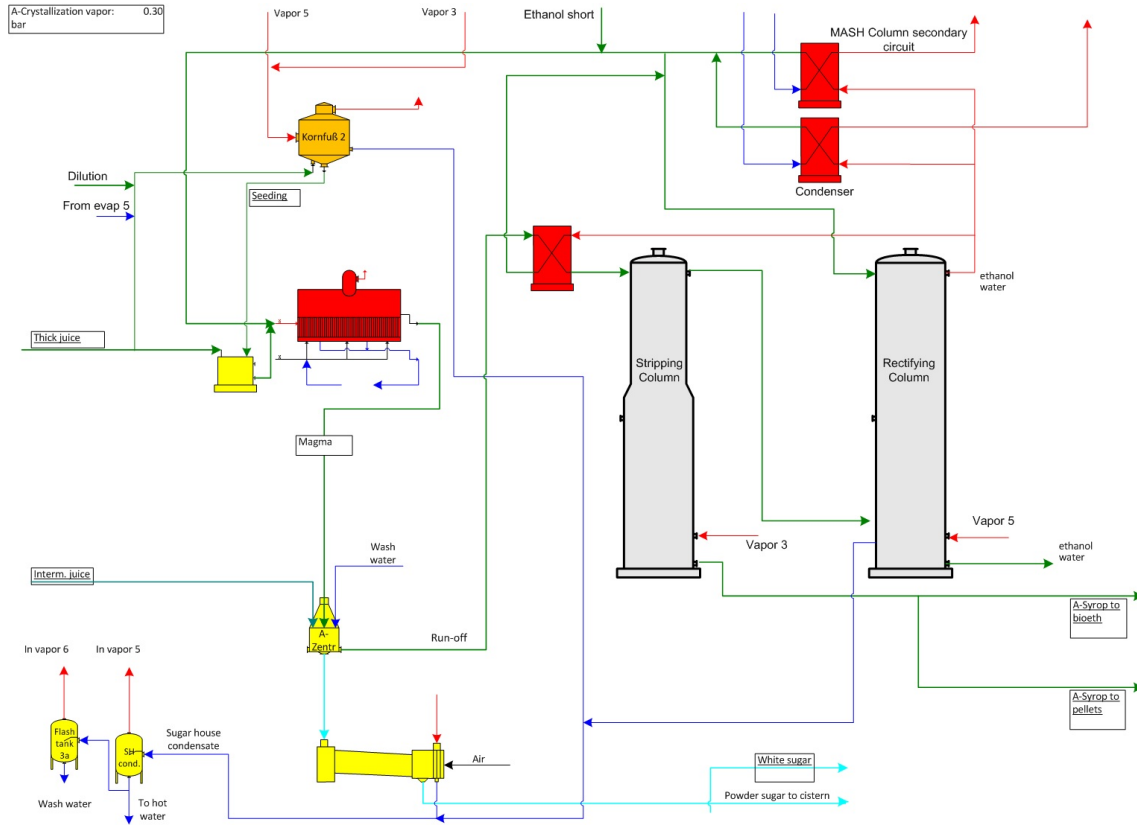 A-Crystallization vapor: 0.30
bar
Vapor 5
Vapor 3
Ethanol short
MASH Column secondary
circuit
Kornfuß 2
Condenser
Dilution
From evap 5
Seeding
ethanol
water
Thick juice
Stripping
Column
Rectifying
Column
x
x
Magma
Vapor 3
Vapor 5
Wash
water
ethanol
water
Interm. juice
A-Syrop to
bioeth
A-
Zentr
Run-off
In vapor 6
In vapor 5
A-Syrop to
pellets
Flash
tank
3a
SH
cond.
Sugar house
condensate
Air
White sugar
Wash water
To hot
water
Powder sugar to cistern